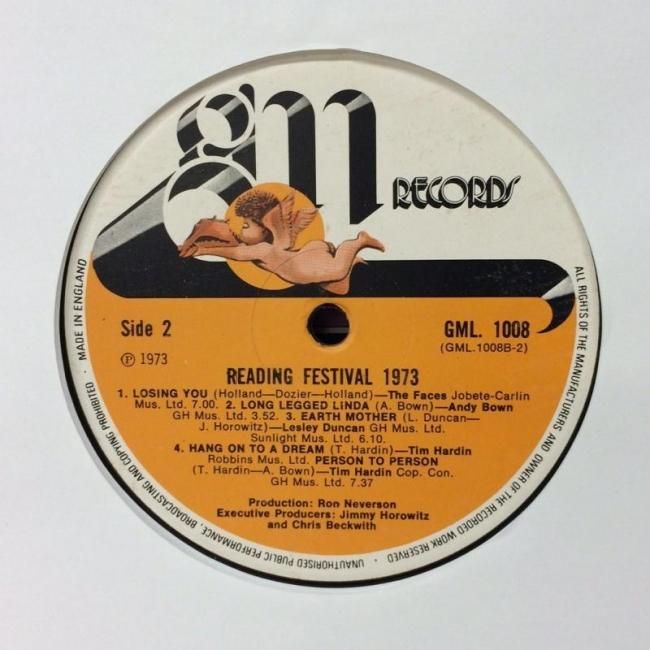 gm RECORDS
Side 2
GML. 1008
(GML.1008B-2)
℗ 1973
READING FESTIVAL 1973
1. LOSING YOU (Holland—Dozier—Holland)—The Faces Jobete-Carlin
Mus. Ltd. 7.00. 2. LONG LEGGED LINDA (A. Bown)—Andy Bown
GH Mus. Ltd. 3.52. 3. EARTH MOTHER (L. Duncan—
J. Horowitz)—Lesley Duncan GH Mus. Ltd.
Sunlight Mus. Ltd. 6.10.
4. HANG ON TO A DREAM (T. Hardin)—Tim Hardin
Robbins Mus. Ltd. PERSON TO PERSON
(T. Hardin—A. Bown)—Tim Hardin Cop. Con.
GH Mus. Ltd. 7.37
Production: Ron Neverson
Executive Producers: Jimmy Horowitz
and Chris Beckwith
ALL RIGHTS OF THE MANUFACTURERS AND OWNER OF THE RECORDED WORK RESERVED · UNAUTHORISED PUBLIC PERFORMANCE, BROADCASTING AND COPYING PROHIBITED · MADE IN ENGLAND